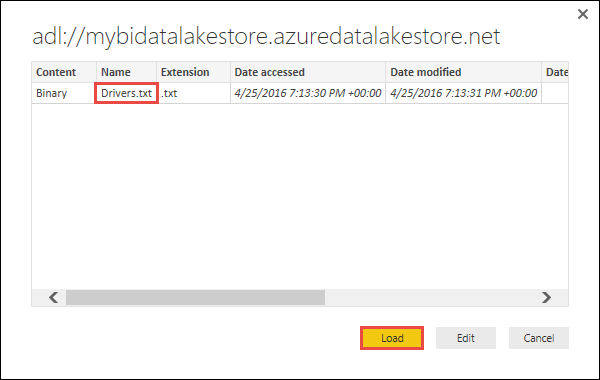 adl://mybidatalakestore.azuredatalakestore.net
Content Name Extension Date accessed Date modified Date
Binary Drivers.txt .txt 4/25/2016 7:13:30 PM +00:00 4/25/2016 7:13:31 PM +00:00
Load Edit Cancel